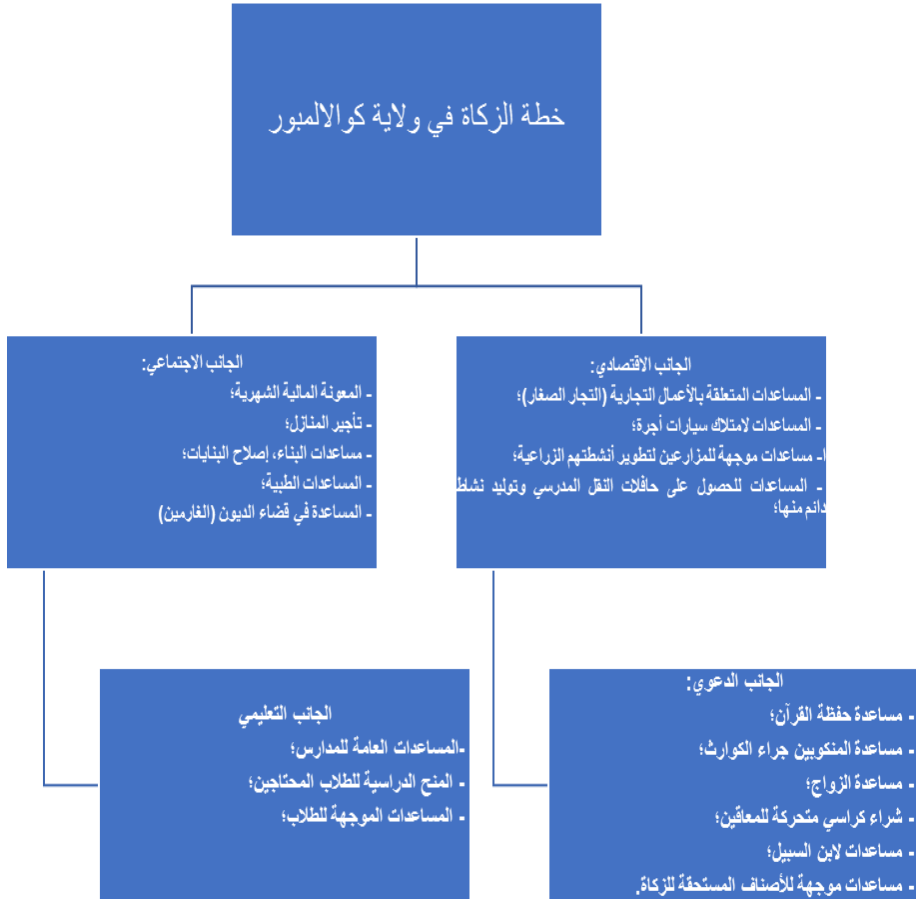 خطة الزكاة في ولاية كوالالمبور
الجانب الاقتصادي:
- المساعدات المتعلقة بالأعمال التجارية (التجار الصغار)؛
- المساعدات لامتلاك سيارات أجرة؛
ا- مساعدات موجهة للمزارعين لتطوير أنشطتهم الزراعية؛
- المساعدات للحصول على حافلات النقل المدرسي وتوليد نشاط
دائم منها؛
الجانب الاجتماعي:
- المعونة المالية الشهرية؛
- تأجير المنازل؛
- مساعدات البناء، إصلاح البنايات؛
- المساعدات الطبية؛
- المساعدة في قضاء الديون (الغارمين)
الجانب الدعوي:
- مساعدة حفظة القرآن؛
- مساعدة المنكوبين جراء الكوارث؛
- مساعدة الزواج؛
- شراء كراسي متحركة للمعاقين؛
- مساعدات لابن السبيل؛
- مساعدات موجهة للأصناف المستحقة للزكاة.
الجانب التعليمي
-المساعدات العامة للمدارس؛
- المنح الدراسية للطلاب المحتاجين؛
- المساعدات الموجهة للطلاب؛